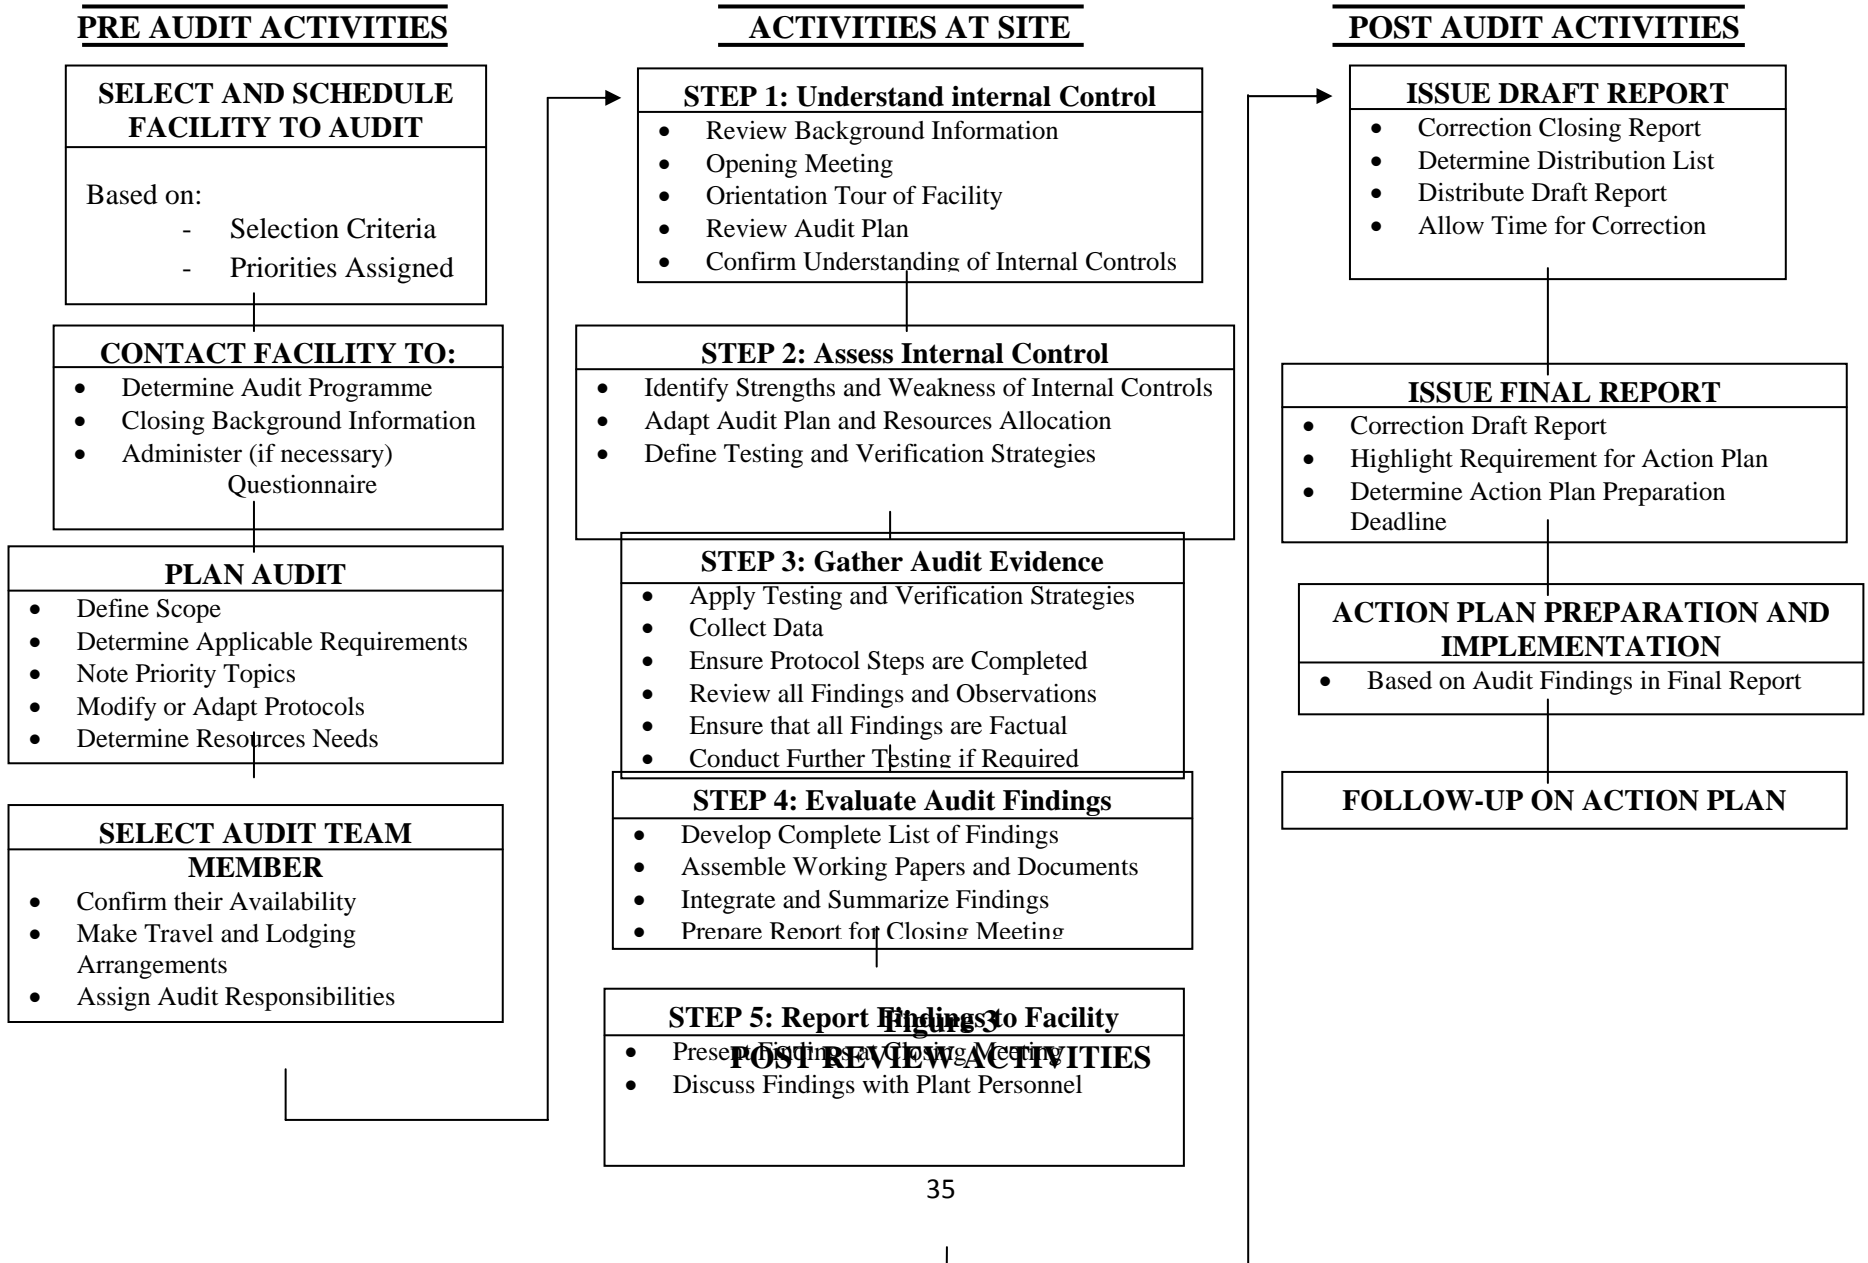 PRE AUDIT ACTIVITIES
SELECT AND SCHEDULE
FACILITY TO AUDIT
Based on:
- Selection Criteria
- Priorities Assigned
CONTACT FACILITY TO:
• Determine Audit Programme
• Closing Background Information
• Administer (if necessary)
Questionnaire
PLAN AUDIT
• Define Scope
• Determine Applicable Requirements
• Note Priority Topics
• Modify or Adapt Protocols
• Determine Resources Needs
SELECT AUDIT TEAM
MEMBER
• Confirm their Availability
• Make Travel and Lodging
Arrangements
• Assign Audit Responsibilities
ACTIVITIES AT SITE
STEP 1: Understand internal Control
• Review Background Information
• Opening Meeting
• Orientation Tour of Facility
• Review Audit Plan
• Confirm Understanding of Internal Controls
STEP 2: Assess Internal Control
• Identify Strengths and Weakness of Internal Controls
• Adapt Audit Plan and Resources Allocation
• Define Testing and Verification Strategies
STEP 3: Gather Audit Evidence
• Apply Testing and Verification Strategies
• Collect Data
• Ensure Protocol Steps are Completed
• Review all Findings and Observations
• Ensure that all Findings are Factual
• Conduct Further Testing if Required
STEP 4: Evaluate Audit Findings
• Develop Complete List of Findings
• Assemble Working Papers and Documents
• Integrate and Summarize Findings
• Prepare Report for Closing Meeting
STEP 5: Report Findings to Facility
• Present Findings at Closing Meeting
• Discuss Findings with Plant Personnel
Figure 3
POST REVIEW ACTIVITIES
POST AUDIT ACTIVITIES
ISSUE DRAFT REPORT
• Correction Closing Report
• Determine Distribution List
• Distribute Draft Report
• Allow Time for Correction
ISSUE FINAL REPORT
• Correction Draft Report
• Highlight Requirement for Action Plan
• Determine Action Plan Preparation
Deadline
ACTION PLAN PREPARATION AND
IMPLEMENTATION
• Based on Audit Findings in Final Report
FOLLOW-UP ON ACTION PLAN
35